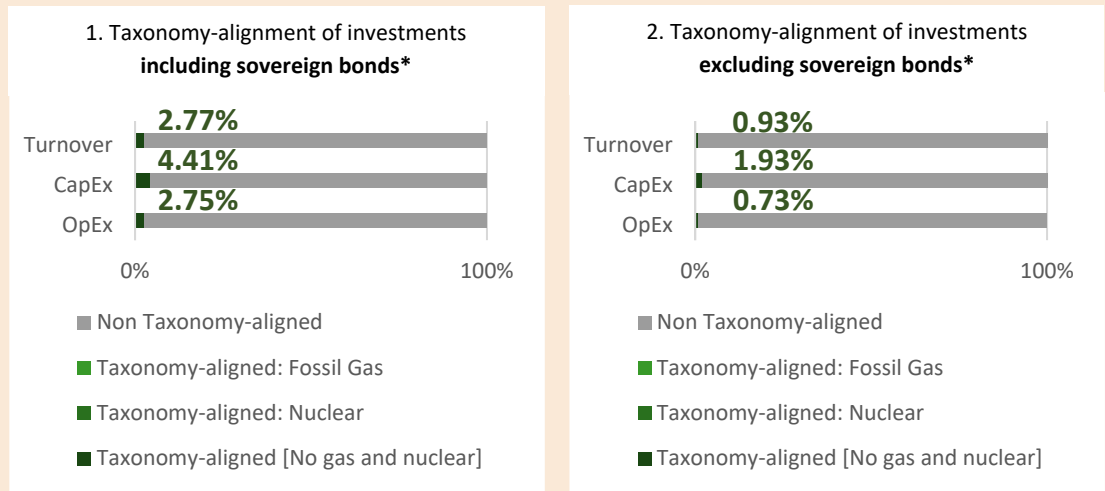 1. Taxonomy-alignment of investments
including sovereign bonds*
2.77%
Turnover
4.41%
CapEx
2.75%
OpEx
0%
100%
Non Taxonomy-aligned
Taxonomy-aligned: Fossil Gas
Taxonomy-aligned: Nuclear
Taxonomy-aligned [No gas and nuclear]
2. Taxonomy-alignment of investments
excluding sovereign bonds*
0.93%
Turnover
1.93%
CapEx
0.73%
OpEx
0%
100%
Non Taxonomy-aligned
Taxonomy-aligned: Fossil Gas
Taxonomy-aligned: Nuclear
Taxonomy-aligned [No gas and nuclear]